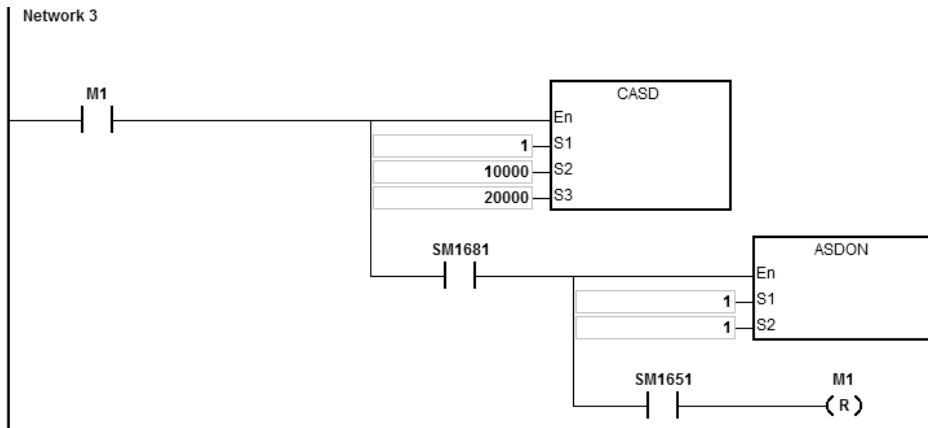 Network 3
M1
CASD
En
1 S1
10000 S2
20000 S3
SM1681
ASDON
En
1 S1
1 S2
SM1651 M1
R